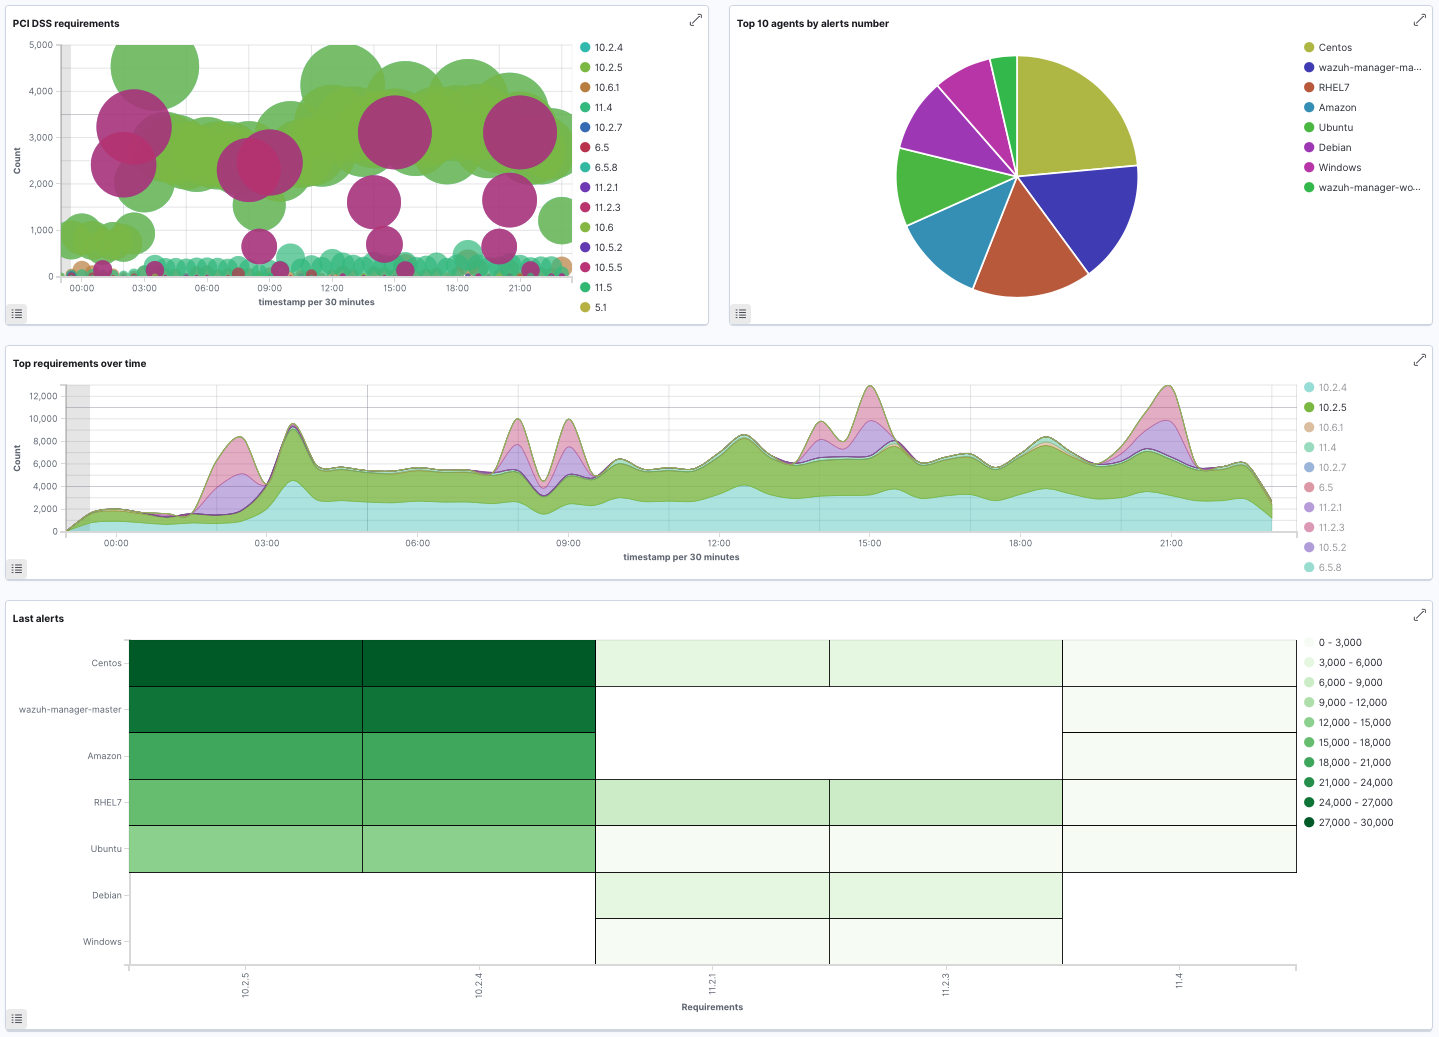 PCI DSS requirements
5,000
4,000
3,000
2,000
1,000
0
Count
00:00
03:00
06:00
09:00
12:00
15:00
18:00
21:00
timestamp per 30 minutes
10.2.4
10.2.5
10.6.1
11.4
10.2.7
6.5
6.5.8
11.2.1
11.2.3
10.6
10.5.2
10.5.5
11.5
5.1
Top 10 agents by alerts number
Centos
wazuh-manager-ma...
RHEL7
Amazon
Ubuntu
Debian
Windows
wazuh-manager-wo...
Top requirements over time
12,000
10,000
8,000
6,000
4,000
2,000
0
Count
00:00
03:00
06:00
09:00
12:00
15:00
18:00
21:00
timestamp per 30 minutes
10.2.4
10.2.5
10.6.1
11.4
10.2.7
6.5
11.2.1
11.2.3
10.5.2
6.5.8
Last alerts
Centos
wazuh-manager-master
Amazon
RHEL7
Ubuntu
Debian
Windows
10.2.5
10.2.4
11.2.1
11.2.3
11.4
Requirements
0 - 3,000
3,000 - 6,000
6,000 - 9,000
9,000 - 12,000
12,000 - 15,000
15,000 - 18,000
18,000 - 21,000
21,000 - 24,000
24,000 - 27,000
27,000 - 30,000